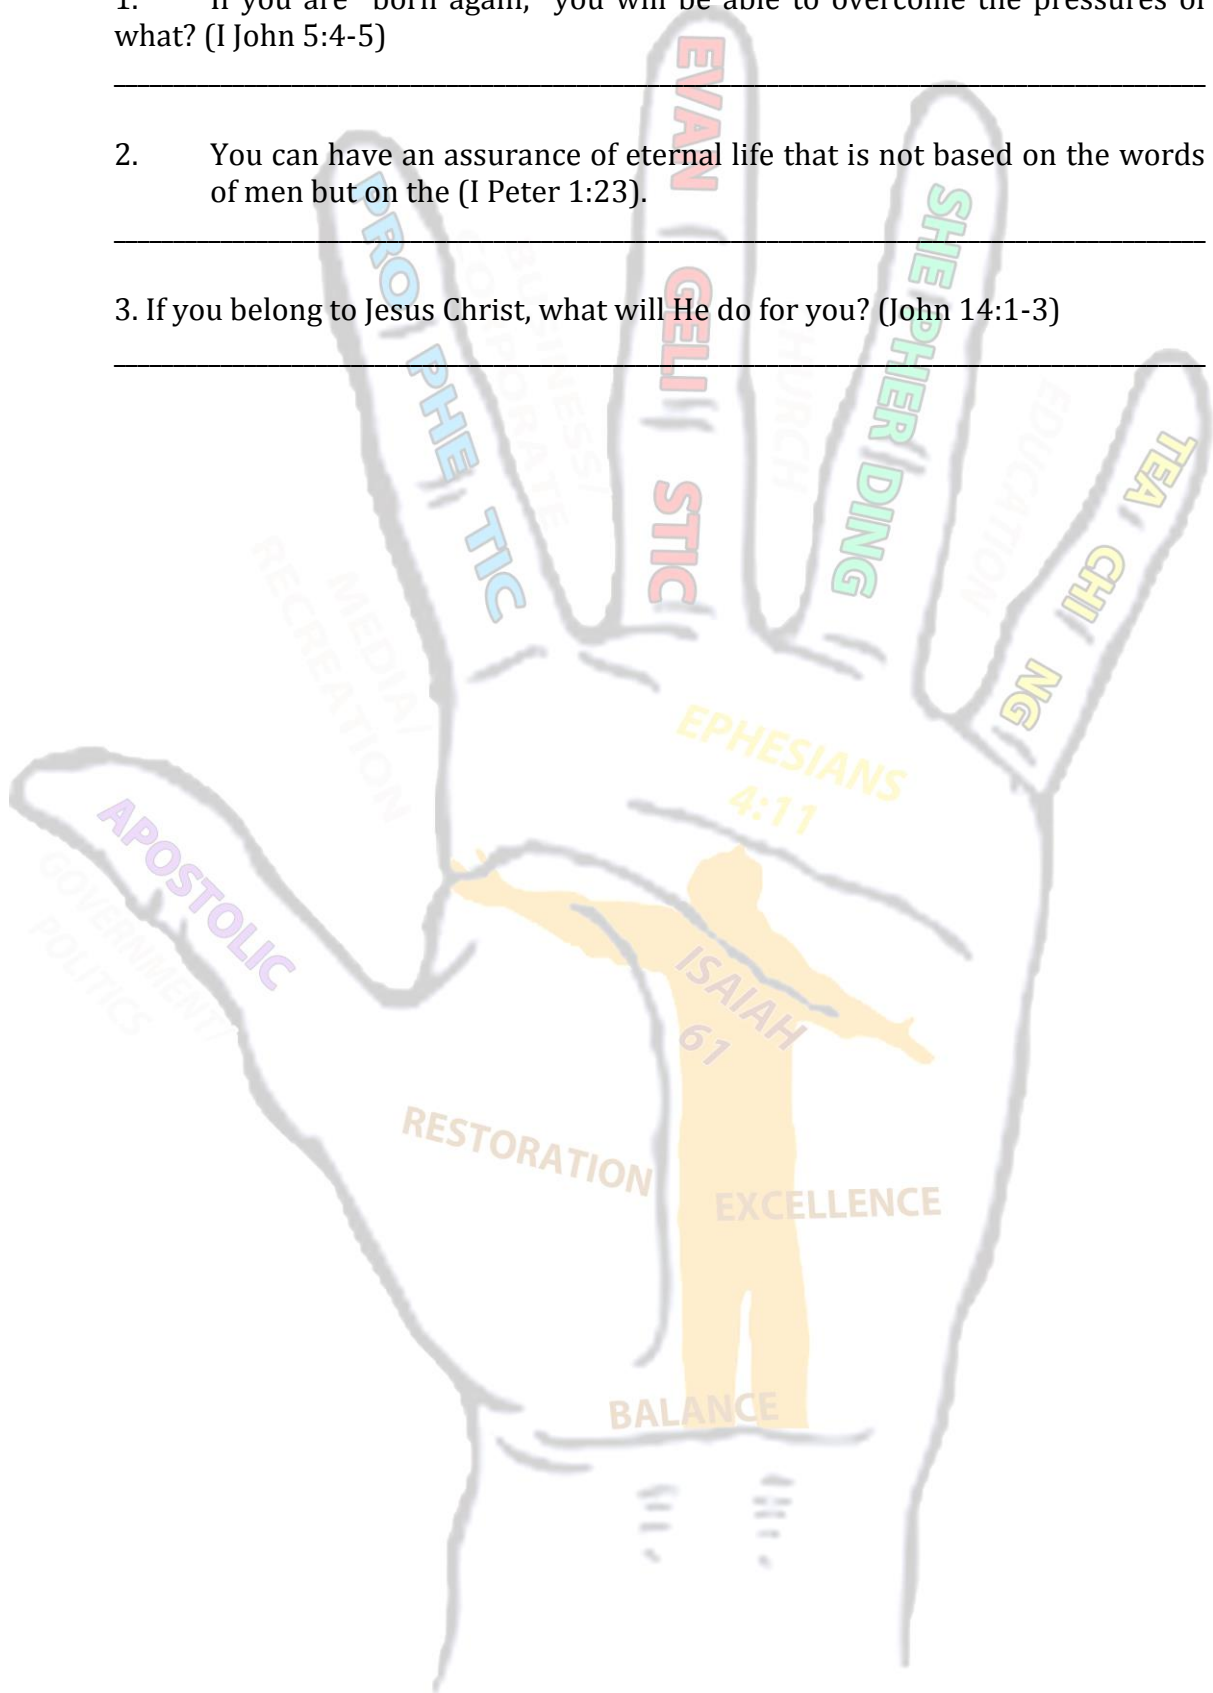 1. If you are "born again," you will be able to overcome the pressures of
what? (I John 5:4-5)
2. You can have an assurance of eternal life that is not based on the words
of men but on the (I Peter 1:23).
3. If you belong to Jesus Christ, what will He do for you? (John 14:1-3)
PRO PHE TIC
EVAN GELI STIC
SHE PHER DING
TEA CHI NG
BUSINESS/
CORPORATE
CHURCH
EDUCATION
MEDIA/
RECREATION
EPHESIANS
4:11
APOSTOLIC
GOVERNMENT/
POLITICS
ISAIAH
61
RESTORATION
EXCELLENCE
BALANCE